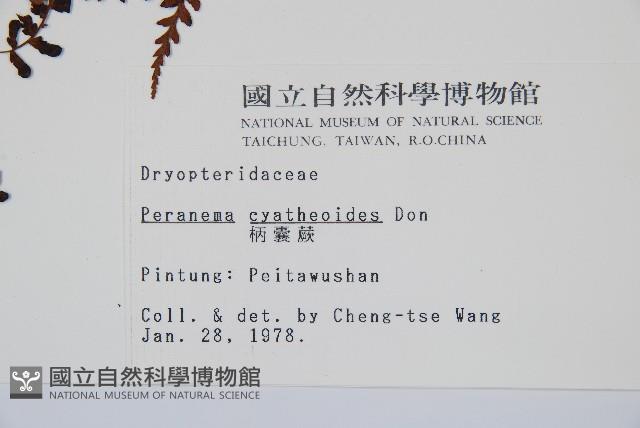 國立自然科學博物館
NATIONAL MUSEUM OF NATURAL SCIENCE
TAICHUNG, TAIWAN, R.O.CHINA
Dryopteridaceae
Peranema cyatheoides Don
柄囊蕨
Pintung: Peitawushan
Coll. & det. by Cheng-tse Wang
Jan. 28, 1978.
國立自然科學博物館
NATIONAL MUSEUM OF NATURAL SCIENCE